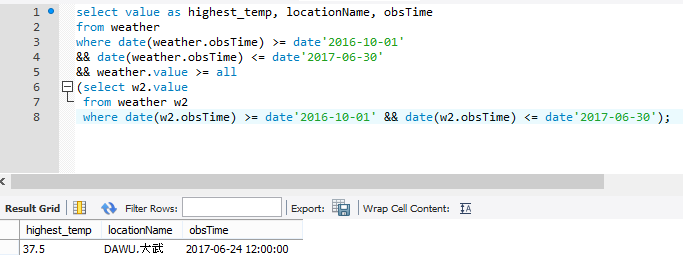 1 select value as highest_temp, locationName, obsTime
2 from weather
3 where date(weather.obsTime) >= date'2016-10-01'
4 && date(weather.obsTime) <= date'2017-06-30'
5 && weather.value >= all
6 (select w2.value
7 from weather w2
8 where date(w2.obsTime) >= date'2016-10-01' && date(w2.obsTime) <= date'2017-06-30');
Result Grid Filter Rows: Export: Wrap Cell Content:
highest_temp locationName obsTime
37.5 DAWU,大武 2017-06-24 12:00:00